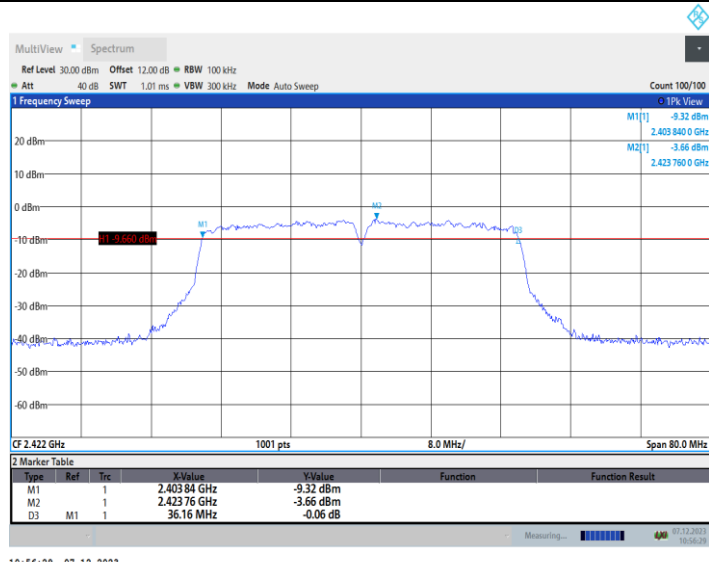 R&S
MultiView Spectrum
Ref Level 30.00 dBm Offset 12.00 dB RBW 100 kHz
Att 40 dB SWT 1.01 ms VBW 300 kHz Mode Auto Sweep Count 100/100
1 Frequency Sweep 1Pk View
M1[1] -9.32 dBm
2.403 840 0 GHz
M2[1] -3.66 dBm
2.423 760 0 GHz
20 dBm
10 dBm
0 dBm
M2
M1
D3
H1 -9.660 dBm
-10 dBm
-20 dBm
-30 dBm
-40 dBm
-50 dBm
-60 dBm
CF 2.422 GHz 1001 pts 8.0 MHz/ Span 80.0 MHz
2 Marker Table
Type Ref Trc X-Value Y-Value Function Function Result
M1 1 2.403 84 GHz -9.32 dBm
M2 1 2.423 76 GHz -3.66 dBm
D3 M1 1 36.16 MHz -0.06 dB
Measuring... 07.12.2023
10:56:29